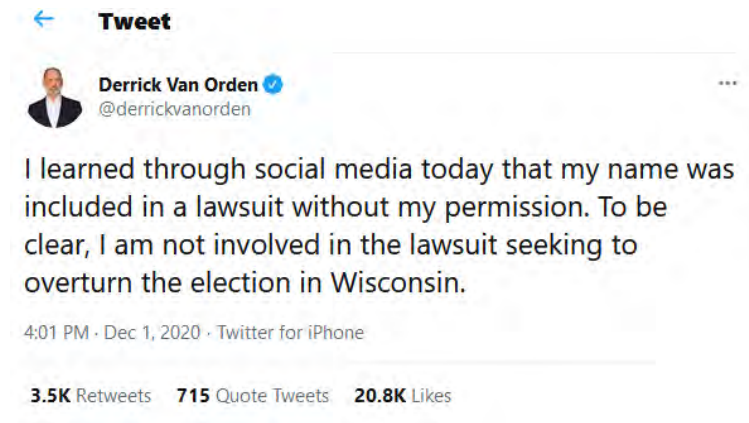 Tweet
Derrick Van Orden
@derrickvanorden
I learned through social media today that my name was
included in a lawsuit without my permission. To be
clear, I am not involved in the lawsuit seeking to
overturn the election in Wisconsin.
4:01 PM · Dec 1, 2020 · Twitter for iPhone
3.5K Retweets 715 Quote Tweets 20.8K Likes